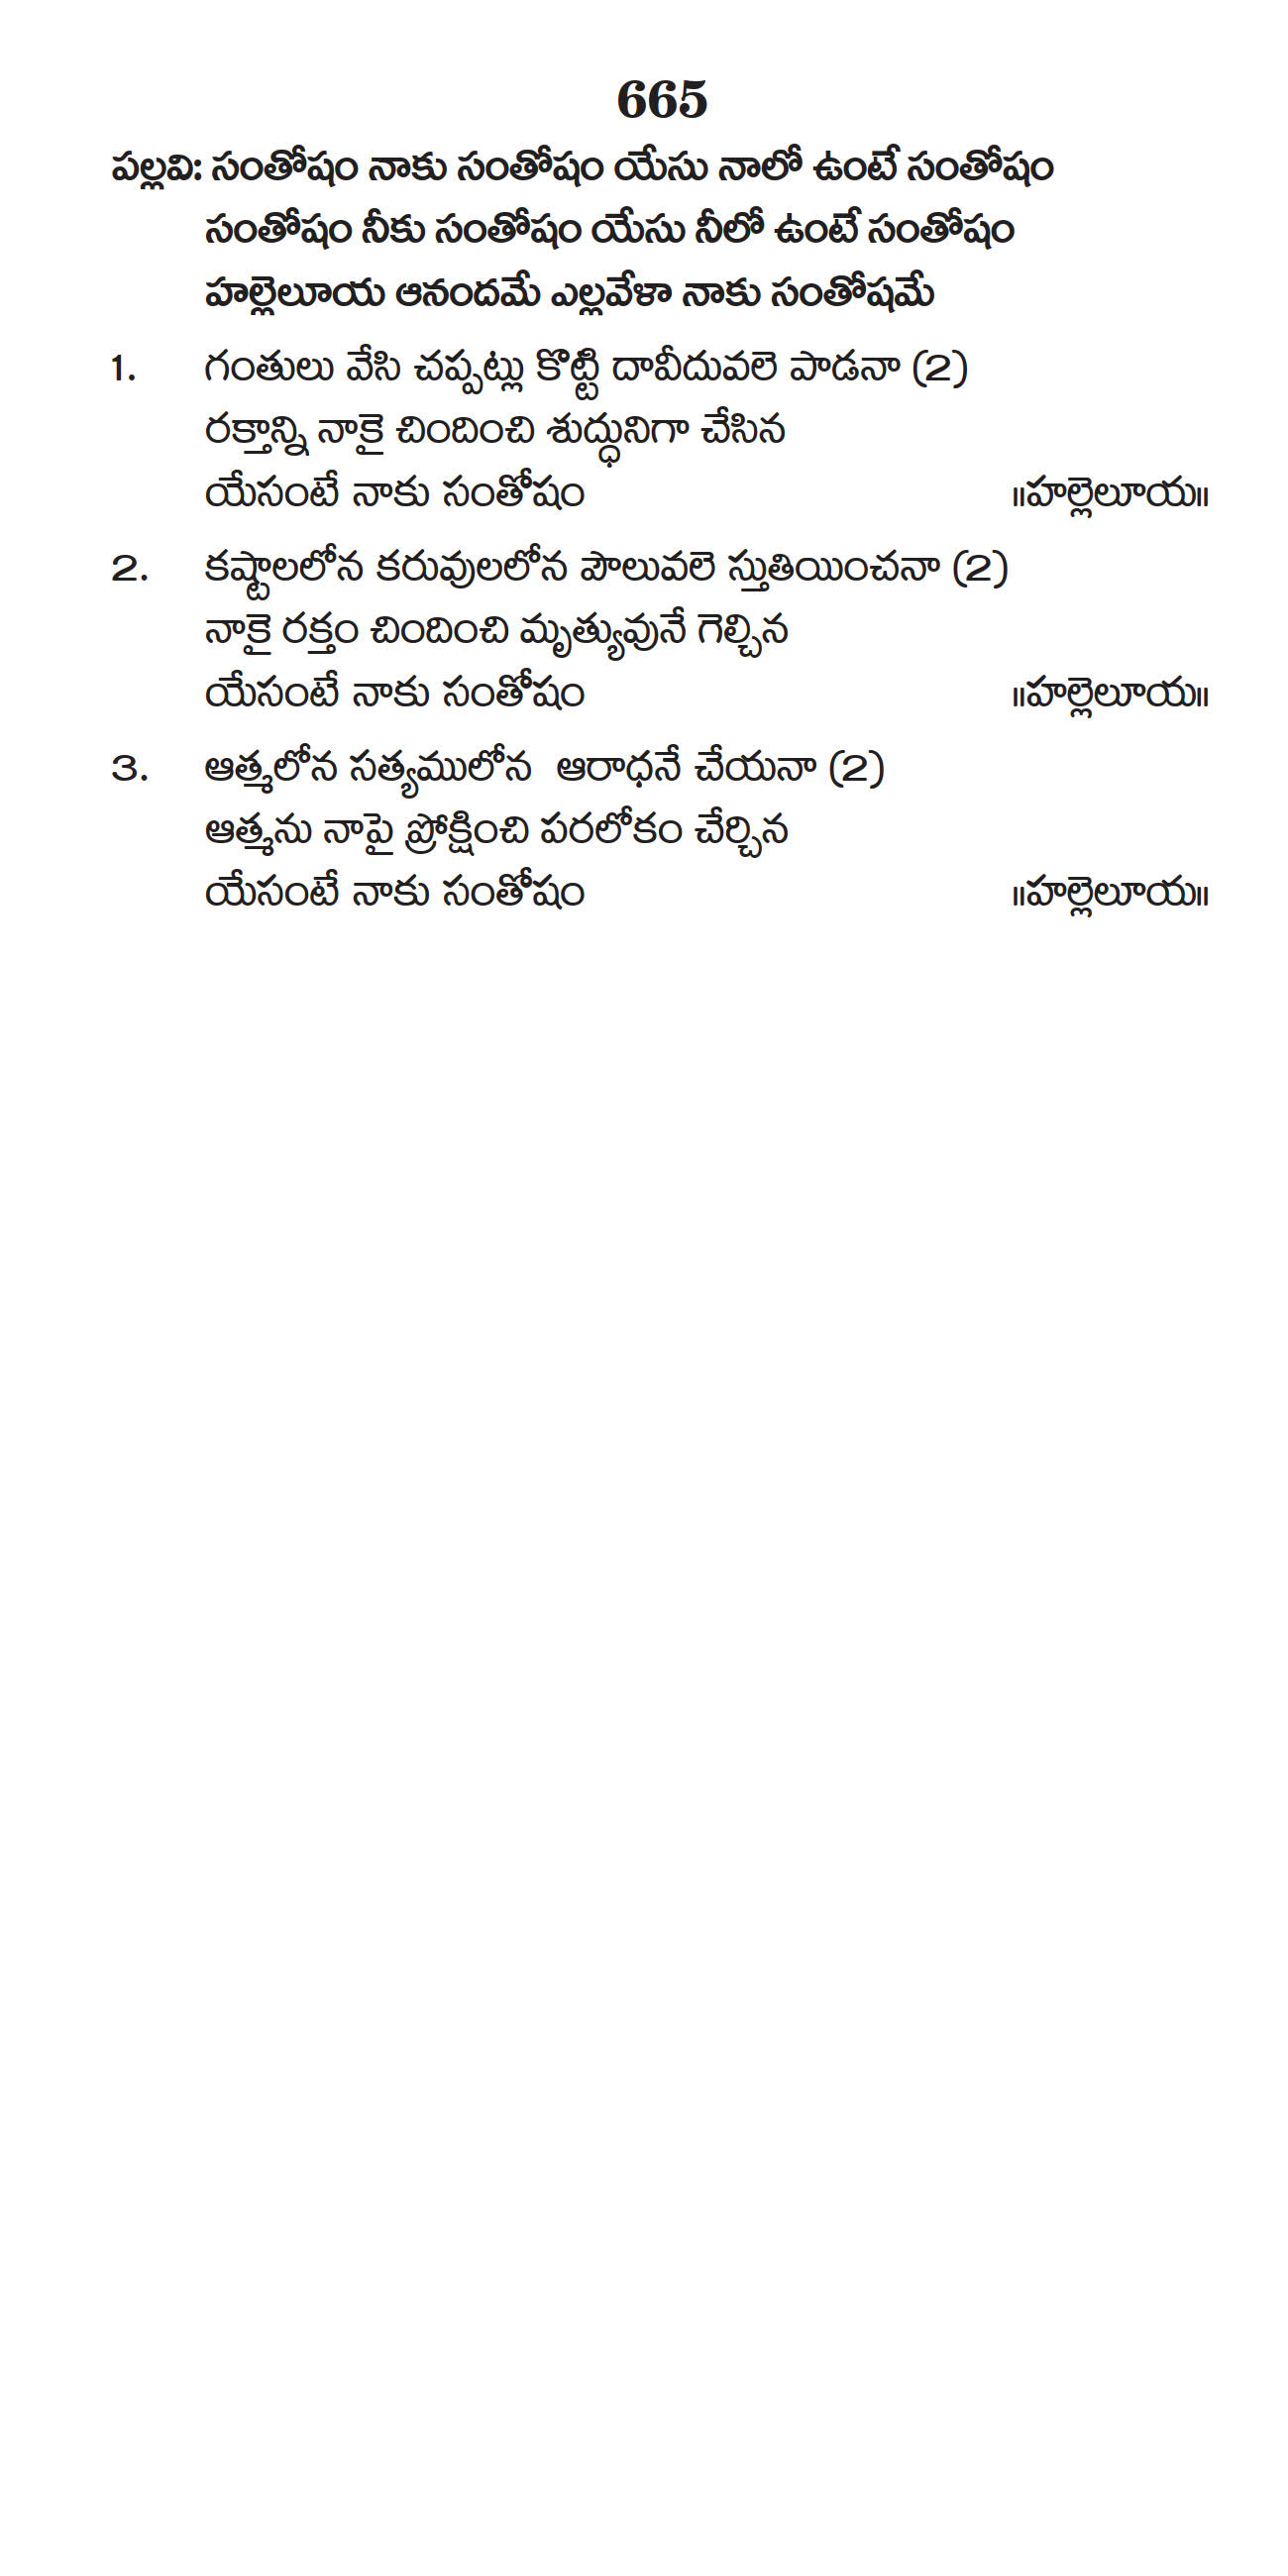 665
పల్లవి: సంతోషం నాకు సంతోషం యేసు నాలో ఉంటే సంతోషం
సంతోషం నీకు సంతోషం యేసు నీలో ఉంటే సంతోషం
హల్లెలూయ ఆనందమే ఎల్లవేళా నాకు సంతోషమే
1. గంతులు వేసి చప్పట్లు కొట్టి దావీదువలె పాడనా (2)
రక్తాన్ని నాకై చిందించి శుద్ధునిగా చేసిన
యేసంటే నాకు సంతోషం ॥హల్లెలూయ॥
2. కష్టాలలోన కరువులలోన పౌలువలె స్తుతియించనా (2)
నాకై రక్తం చిందించి మృత్యువునే గెల్చిన
యేసంటే నాకు సంతోషం ॥హల్లెలూయ॥
3. ఆత్మలోన సత్యములోన ఆరాధనే చేయనా (2)
ఆత్మను నాపై ప్రోక్షించి పరలోకం చేర్చిన
యేసంటే నాకు సంతోషం ॥హల్లెలూయ॥